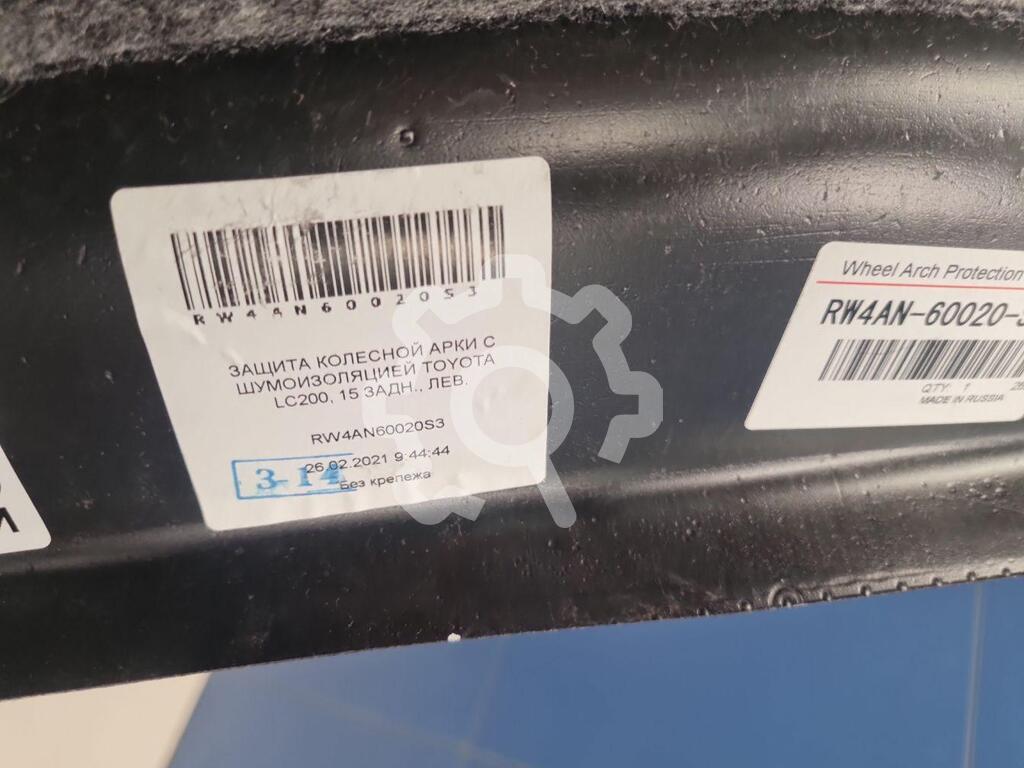 RW4AN60020S3
ЗАЩИТА КОЛЕСНОЙ АРКИ С
ШУМОИЗОЛЯЦИЕЙ TOYOTA
LC200, 15 ЗАДН., ЛЕВ.
RW4AN60020S3
26.02.2021 9:44:44
3-14
Без крепежа
Wheel Arch Protection
RW4AN-60020-
QTY 1
MADE IN RUSSIA